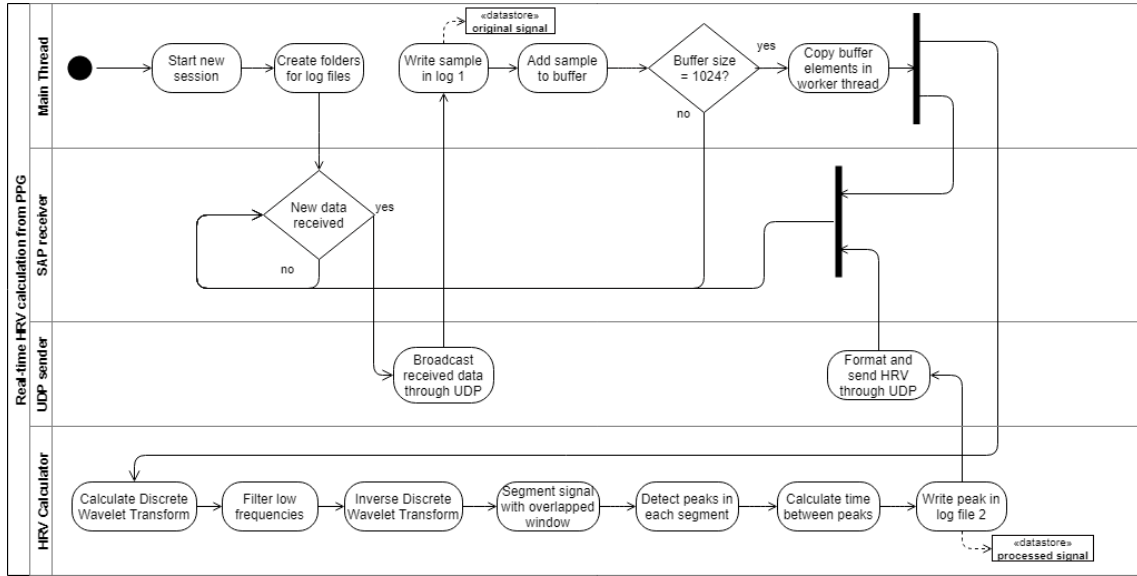 Real-time HRV calculation from PPG
Main Thread
Start new
session
Create folders
for log files
«datastore»
original signal
Write sample
in log 1
Add sample
to buffer
Buffer size
= 1024?
yes
no
Copy buffer
elements in
worker thread
SAP receiver
New data
received
yes
no
UDP sender
Broadcast
received data
through UDP
Format and
send HRV
through UDP
HRV Calculator
Calculate Discrete
Wavelet Transform
Filter low
frequencies
Inverse Discrete
Wavelet Transform
Segment signal
with overlapped
window
Detect peaks in
each segment
Calculate time
between peaks
Write peak in
log file 2
«datastore»
processed signal